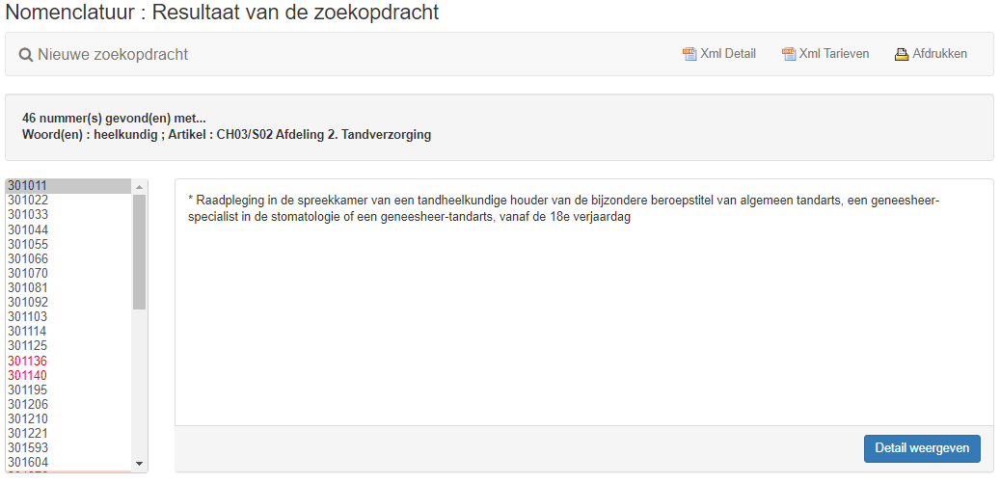 Nomenclatuur : Resultaat van de zoekopdracht
Nieuwe zoekopdracht
Xml Detail
Xml Tarieven
Afdrukken
46 nummer(s) gevond(en) met...
Woord(en) : heelkundig ; Artikel : CH03/S02 Afdeling 2. Tandverzorging
301011
301022
301033
301044
301055
301066
301070
301081
301092
301103
301114
301125
301136
301140
301195
301206
301210
301221
301593
301604
* Raadpleging in de spreekkamer van een tandheelkundige houder van de bijzondere beroepstitel van algemeen tandarts, een geneesheer-
specialist in de stomatologie of een geneesheer-tandarts, vanaf de 18e verjaardag
Detail weergeven